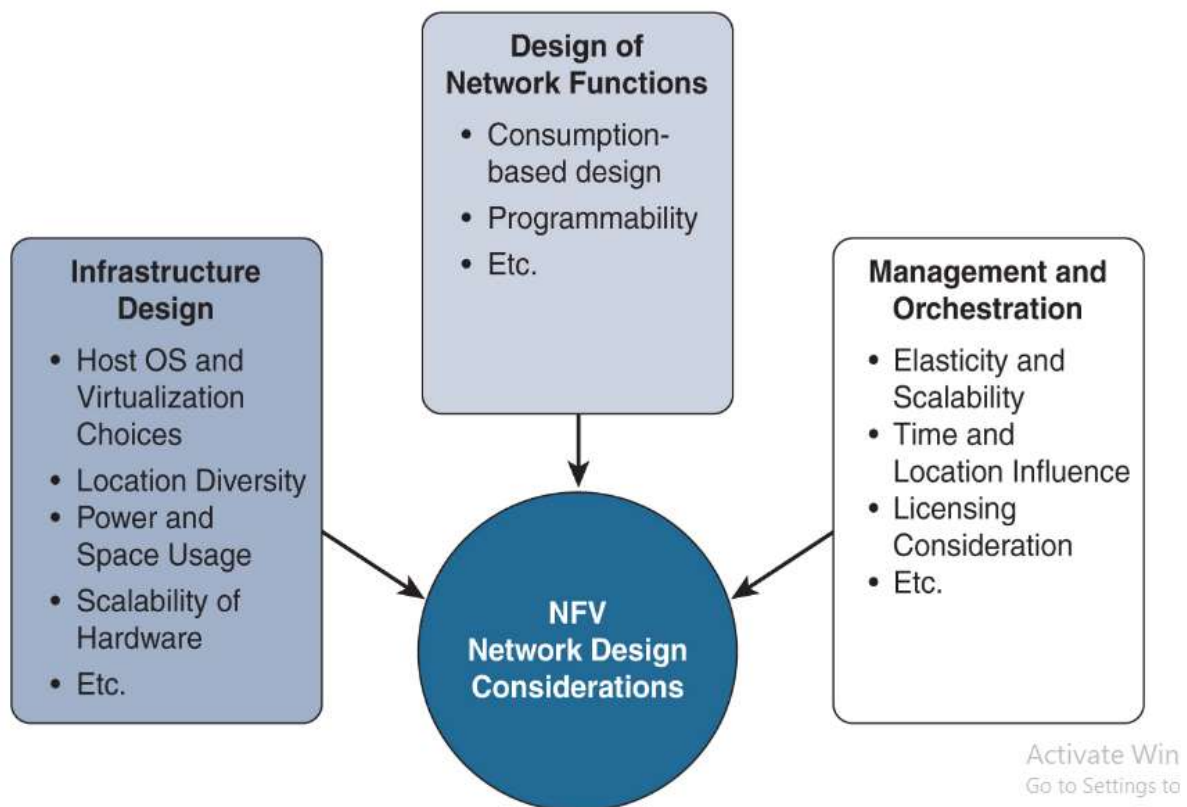 Design of
Network Functions
• Consumption-
based design
• Programmability
• Etc.
Infrastructure
Design
• Host OS and
Virtualization
Choices
• Location Diversity
• Power and
Space Usage
• Scalability of
Hardware
• Etc.
Management and
Orchestration
• Elasticity and
Scalability
• Time and
Location Influence
• Licensing
Consideration
• Etc.
NFV
Network Design
Considerations
Activate Win
Go to Settings to